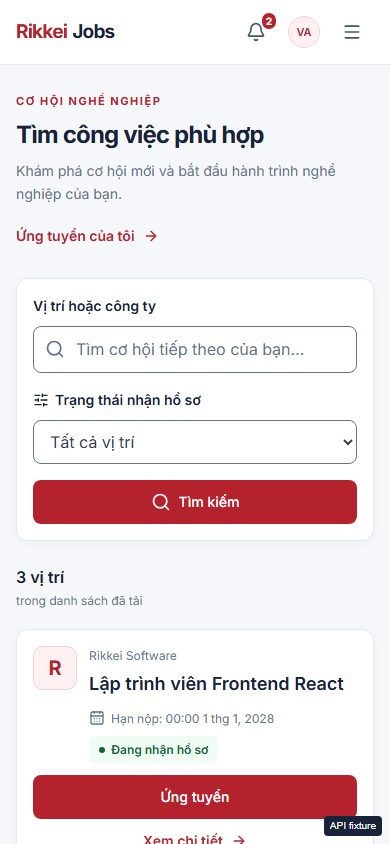 Rikkei Jobs
2
VA
CƠ HỘI NGHỀ NGHIỆP
Tìm công việc phù hợp
Khám phá cơ hội mới và bắt đầu hành trình nghề
nghiệp của bạn.
Ứng tuyển của tôi
Vị trí hoặc công ty
Tìm cơ hội tiếp theo của bạn...
Trạng thái nhận hồ sơ
Tất cả vị trí
Tìm kiếm
3 vị trí
trong danh sách đã tải
R
Rikkei Software
Lập trình viên Frontend React
Hạn nộp: 00:00 1 thg 1, 2028
Đang nhận hồ sơ
Ứng tuyển
API fixture
Xem chi tiết